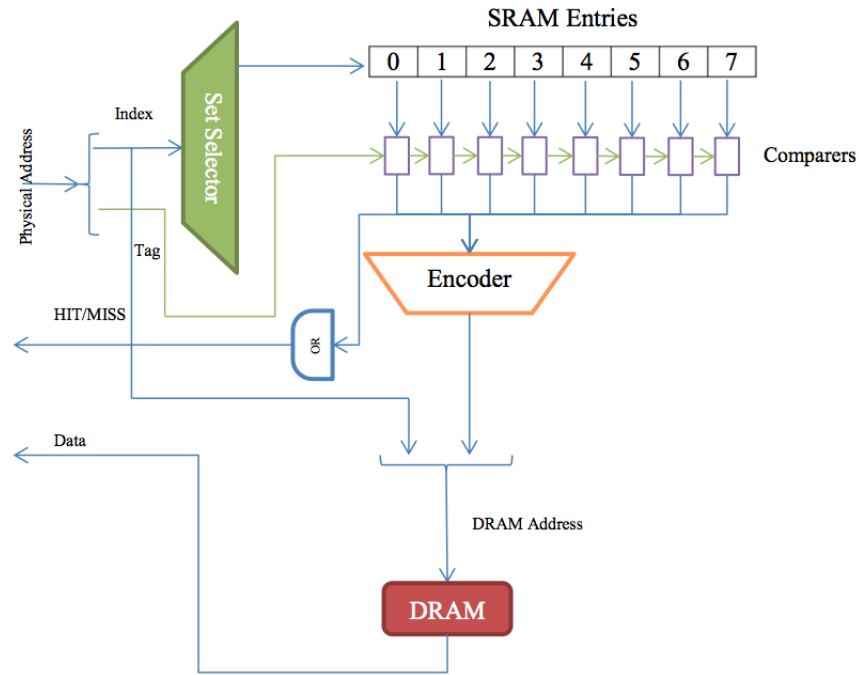 SRAM Entries
0 1 2 3 4 5 6 7
Index
Set Selector
Physical Address
Comparers
Tag
Encoder
HIT/MISS
OR
Data
DRAM Address
DRAM